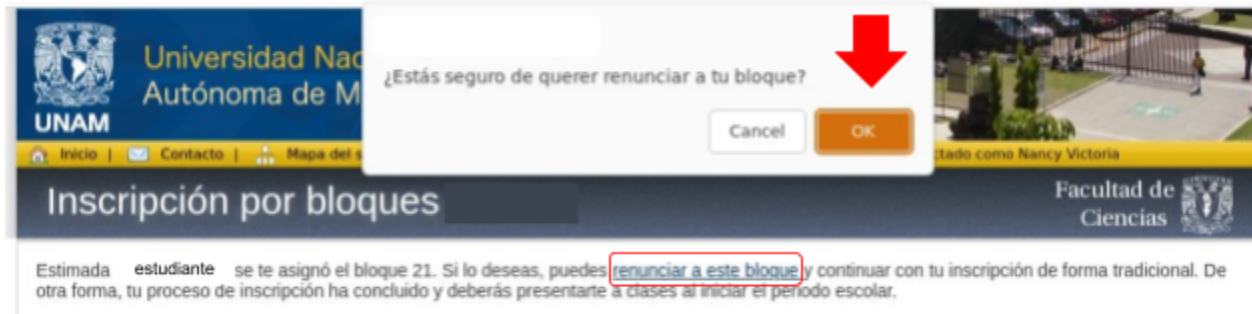 Universidad Nac
Autónoma de M
UNAM
¿Estás seguro de querer renunciar a tu bloque?
Cancel OK
Inicio | Contacto | Mapa del s
ctado como Nancy Victoria
Inscripción por bloques
Facultad de
Ciencias
Estimada estudiante se te asignó el bloque 21. Si lo deseas, puedes renunciar a este bloque y continuar con tu inscripción de forma tradicional. De
otra forma, tu proceso de inscripción ha concluido y deberás presentarte a clases al iniciar el periodo escolar.